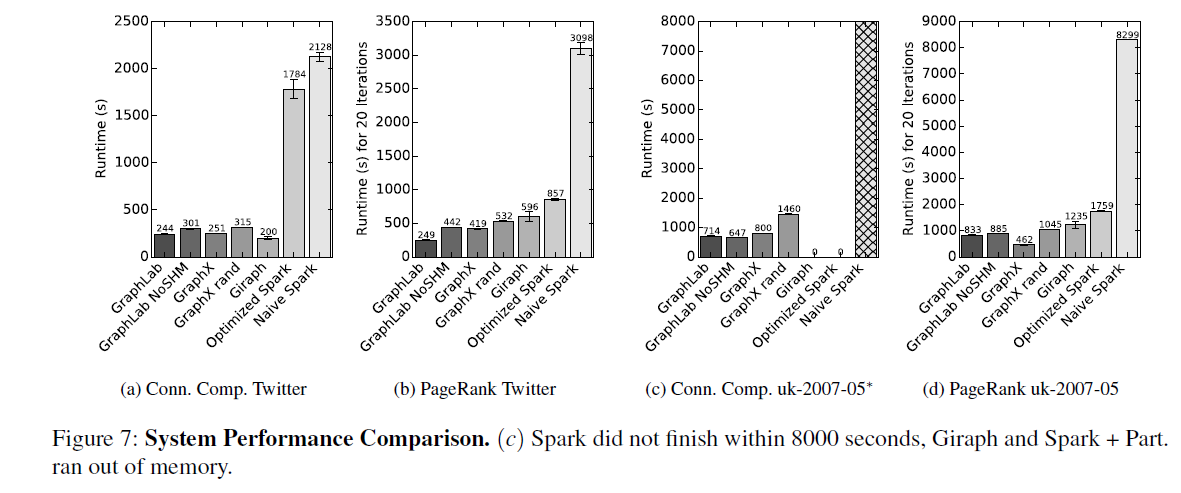 2500
2000
1500
1000
500
0
Runtime (s)
244
301
251
315
200
1784
2128
GraphLab
GraphLab NoSHM
GraphX
GraphX rand
Giraph
Optimized Spark
Naive Spark
(a) Conn. Comp. Twitter
3500
3000
2500
2000
1500
1000
500
0
Runtime (s) for 20 Iterations
249
442
419
532
596
857
3098
GraphLab
GraphLab NoSHM
GraphX
GraphX rand
Giraph
Optimized Spark
Naive Spark
(b) PageRank Twitter
8000
7000
6000
5000
4000
3000
2000
1000
0
Runtime (s)
714
647
800
1460
0
0
GraphLab
GraphLab NoSHM
GraphX
GraphX rand
Giraph
Optimized Spark
Naive Spark
(c) Conn. Comp. uk-2007-05*
9000
8000
7000
6000
5000
4000
3000
2000
1000
0
Runtime (s) for 20 Iterations
833
885
462
1045
1235
1759
8299
GraphLab
GraphLab NoSHM
GraphX
GraphX rand
Giraph
Optimized Spark
Naive Spark
(d) PageRank uk-2007-05
Figure 7: System Performance Comparison. (c) Spark did not finish within 8000 seconds, Giraph and Spark + Part.
ran out of memory.